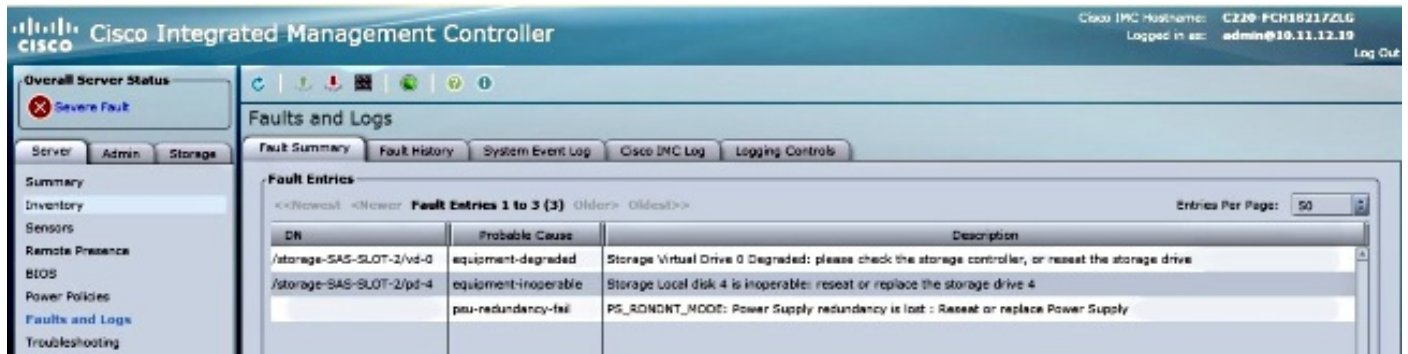 Cisco IMC Hostname: C220-FCH18217ZLG
CISCO Cisco Integrated Management Controller
Logged in as: admin@10.11.12.19
Log Out
Overall Server Status
Severe Fault
Faults and Logs
Server Admin Storage
Fault Summary Fault History System Event Log Cisco IMC Log Logging Controls
Summary
Inventory
Sensors
Remote Presence
BIOS
Power Policies
Faults and Logs
Troubleshooting
Fault Entries
<<Newest <Newer Fault Entries 1 to 3 (3) Older> Oldest>> Entries Per Page: 50
DN Probable Cause Description
/storage-SAS-SLOT-2/vd-0 equipment-degraded Storage Virtual Drive 0 Degraded: please check the storage controller, or reseat the storage drive
/storage-SAS-SLOT-2/pd-4 equipment-inoperable Storage Local disk 4 is inoperable: reseat or replace the storage drive 4
psu-redundancy-fail PS_RDNDNT_MODE: Power Supply redundancy is lost : Reseat or replace Power Supply